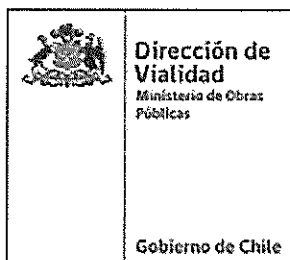 Dirección de
Vialidad
Ministerio de Obras
Públicas
Gobierno de Chile